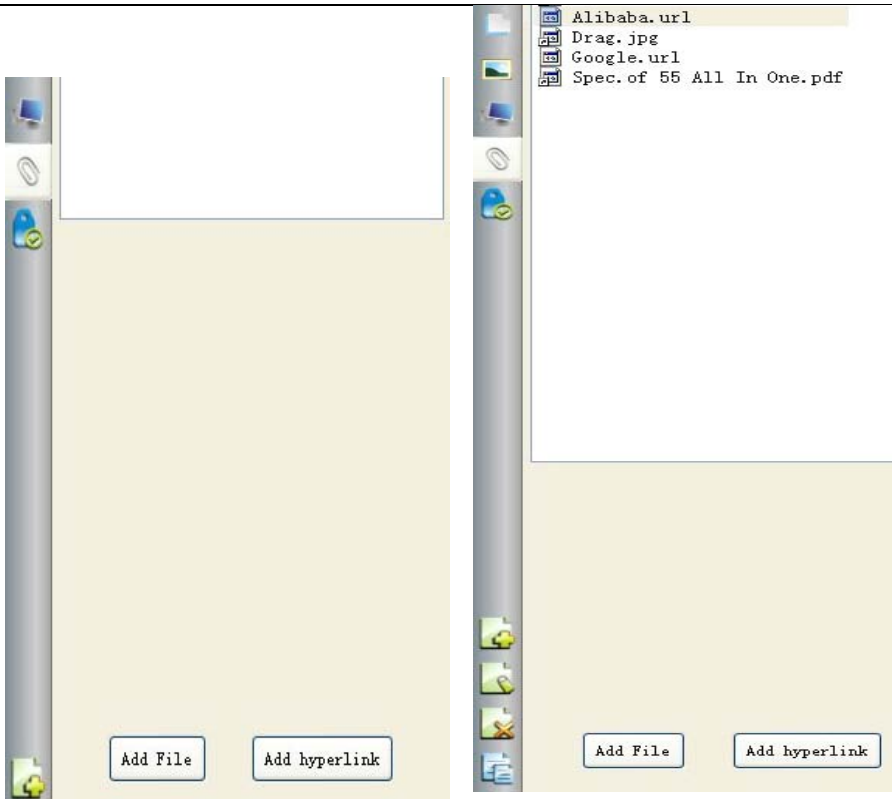 Alibaba.url
Drag.jpg
Google.url
Spec.of 55 All In One.pdf
Add File
Add hyperlink
Add File
Add hyperlink